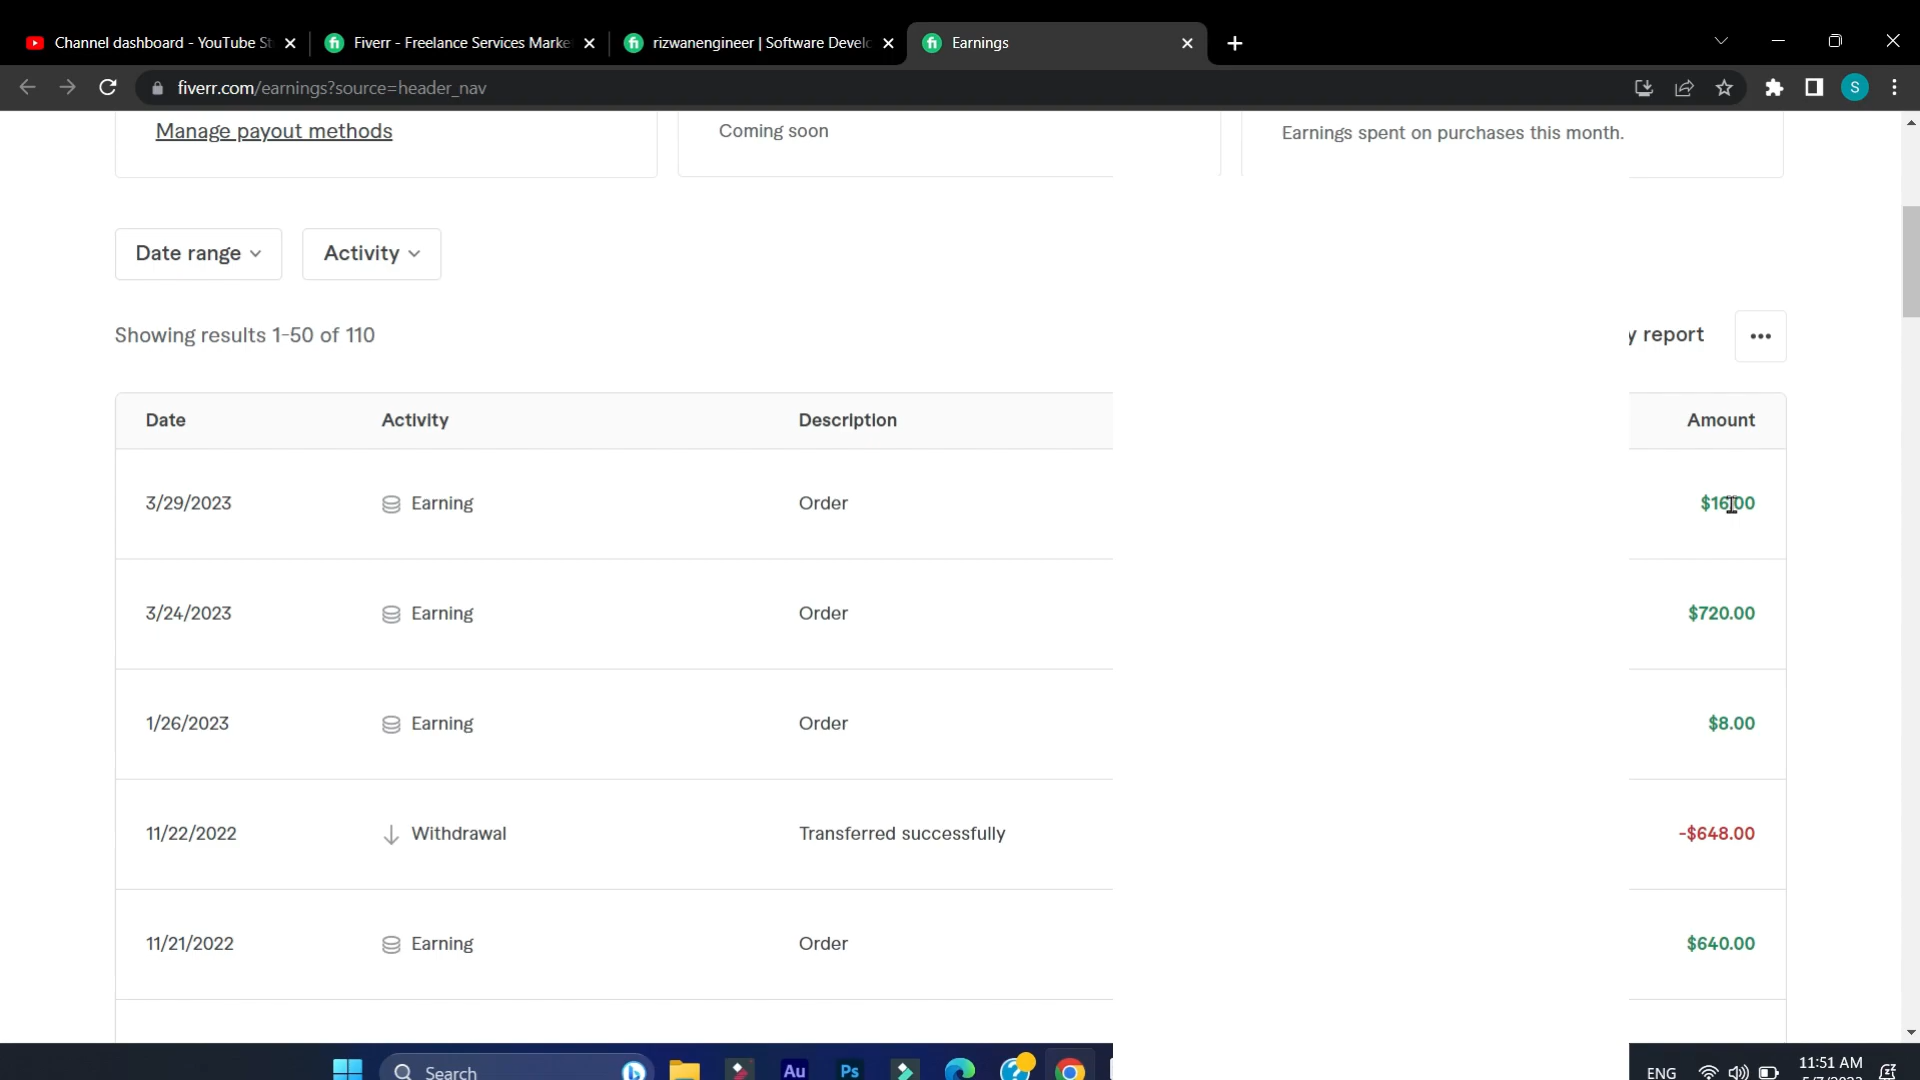 Channel dashboard - YouTube St
Fiverr - Freelance Services Marke
rizwanengineer | Software Develo
Earnings
fiverr.com/earnings?source=header_nav
S
Manage payout methods
Coming soon
Earnings spent on purchases this month.
Date range
Activity
Showing results 1-50 of 110
y report
Date Activity Description Amount
3/29/2023 Earning Order $16.00
3/24/2023 Earning Order $720.00
1/26/2023 Earning Order $8.00
11/22/2022 Withdrawal Transferred successfully -$648.00
11/21/2022 Earning Order $640.00
Search
Au
Ps
ENG
11:51 AM